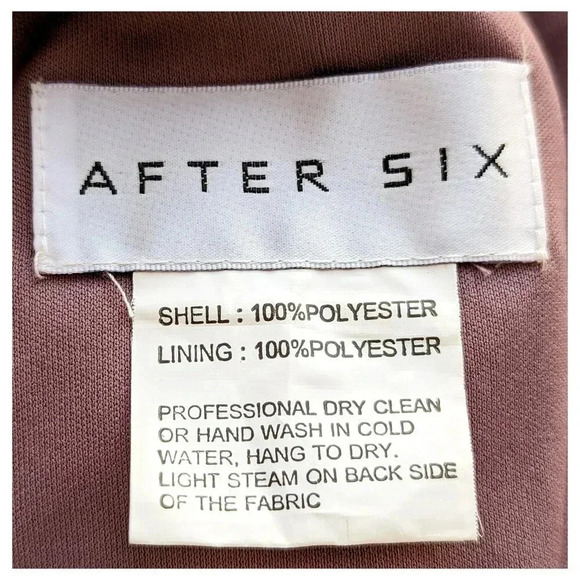 AFTER SIX
SHELL : 100%POLYESTER
LINING : 100%POLYESTER
PROFESSIONAL DRY CLEAN
OR HAND WASH IN COLD
WATER, HANG TO DRY.
LIGHT STEAM ON BACK SIDE
OF THE FABRIC